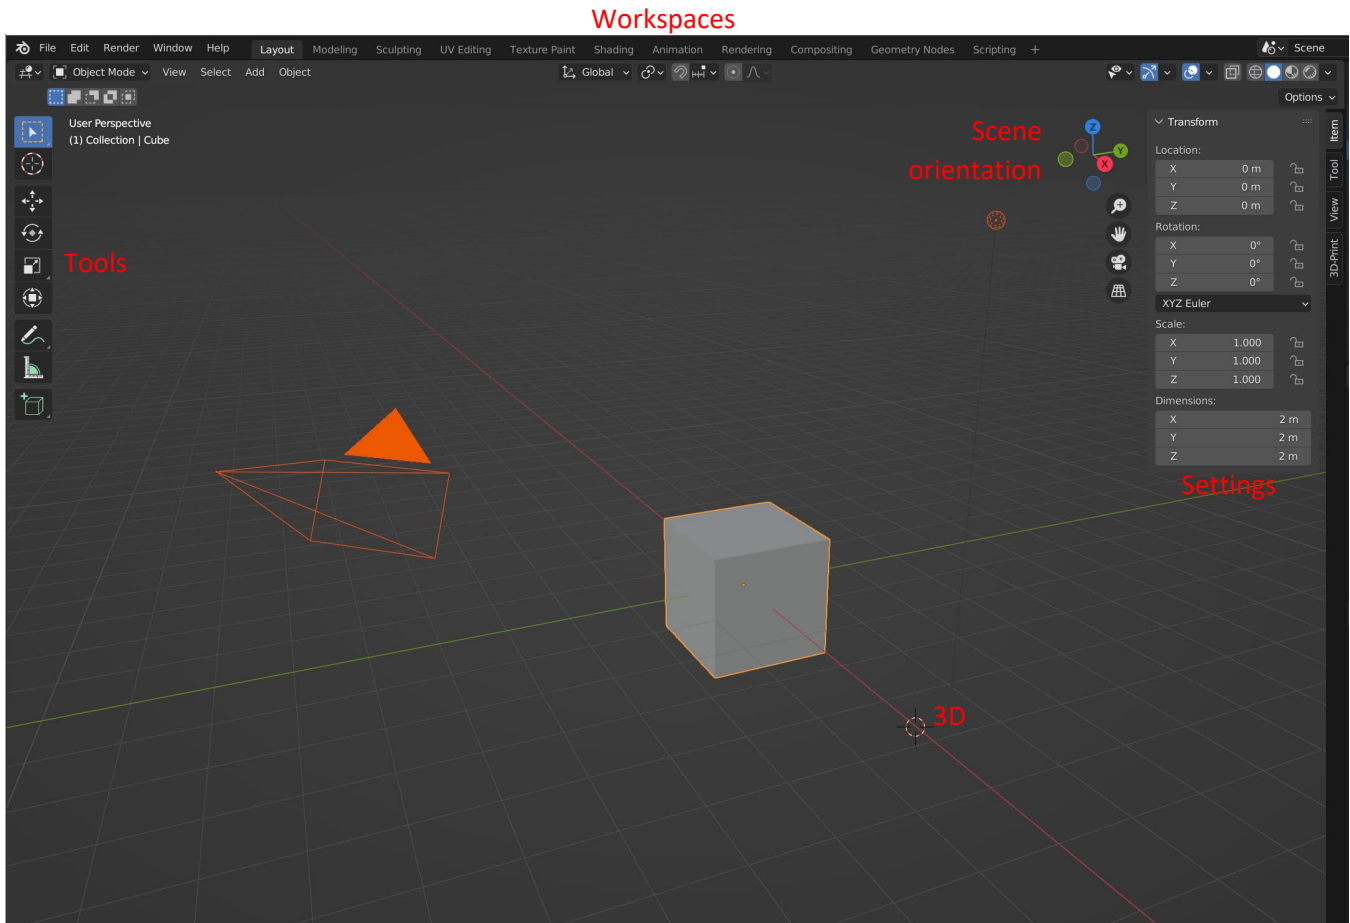 Workspaces
File Edit Render Window Help Layout Modeling Sculpting UV Editing Texture Paint Shading Animation Rendering Compositing Geometry Nodes Scripting + Scene
Object Mode View Select Add Object Global
Options
User Perspective
(1) Collection | Cube
Scene
orientation
Z
Y
X
Tools
Transform
Location:
X 0 m
Y 0 m
Z 0 m
Rotation:
X 0°
Y 0°
Z 0°
XYZ Euler
Scale:
X 1.000
Y 1.000
Z 1.000
Dimensions:
X 2 m
Y 2 m
Z 2 m
Item
Tool
View
3D-Print
Settings
3D